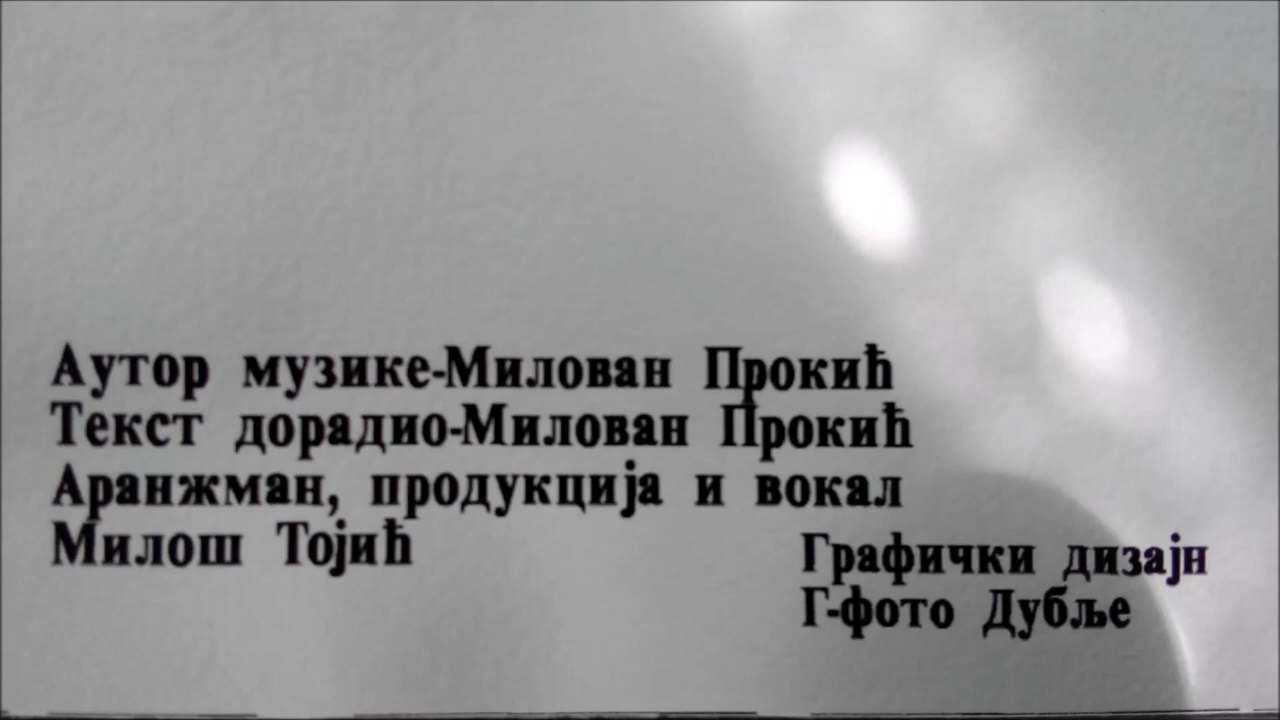 Аутор музике-Милован Прокић
Текст дорадио-Милован Прокић
Аранжман, продукција и вокал
Милош Тојић
Графички дизајн
Г-фото Дубље